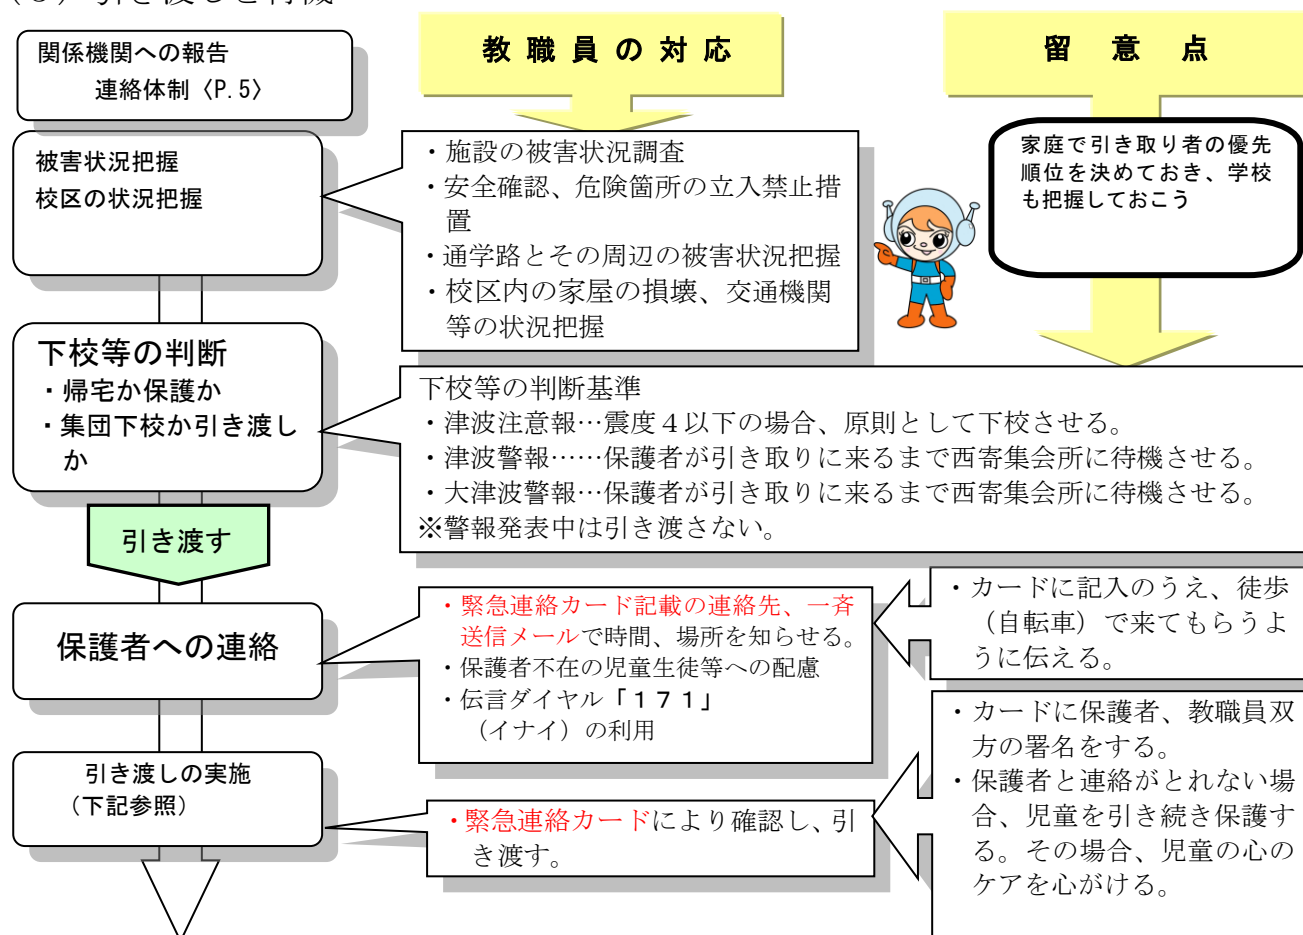 引き渡しと待機
関係機関への報告
連絡体制〈P.5〉
教職員の対応
留意点
被害状況把握
校区の状況把握
・施設の被害状況調査
・安全確認、危険箇所の立入禁止措
置
・通学路とその周辺の被害状況把握
・校区内の家屋の損壊、交通機関
等の状況把握
家庭で引き取り者の優先
順位を決めておき、学校
も把握しておこう
下校等の判断
・帰宅か保護か
・集団下校か引き渡し
か
下校等の判断基準
・津波注意報…震度4以下の場合、原則として下校させる。
・津波警報……保護者が引き取りに来るまで西寄集会所に待機させる。
・大津波警報…保護者が引き取りに来るまで西寄集会所に待機させる。
※警報発表中は引き渡さない。
引き渡す
保護者への連絡
・緊急連絡カード記載の連絡先、一斉
送信メールで時間、場所を知らせる。
・保護者不在の児童生徒等への配慮
・伝言ダイヤル「171」
(イナイ)の利用
・カードに記入のうえ、徒歩
(自転車)で来てもらうよ
うに伝える。
引き渡しの実施
(下記参照)
・緊急連絡カードにより確認し、引
き渡す。
・カードに保護者、教職員双
方の署名をする。
・保護者と連絡がとれない場
合、児童を引き続き保護す
る。その場合、児童の心の
ケアを心がける。